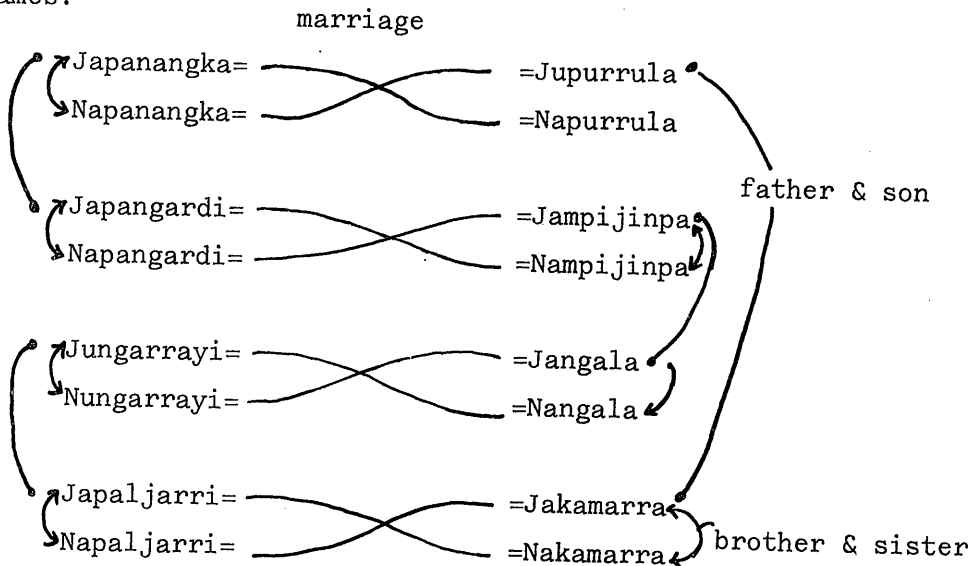 marriage
Japanangka= =Jupurrula
Napanangka= =Napurrula
father & son
Japangardi= =Jampijinpa
Napangardi= =Nampijinpa
Jungarrayi= =Jangala
Nungarrayi= =Nangala
Japaljarri= =Jakamarra
Napaljarri= =Nakamarra
brother & sister